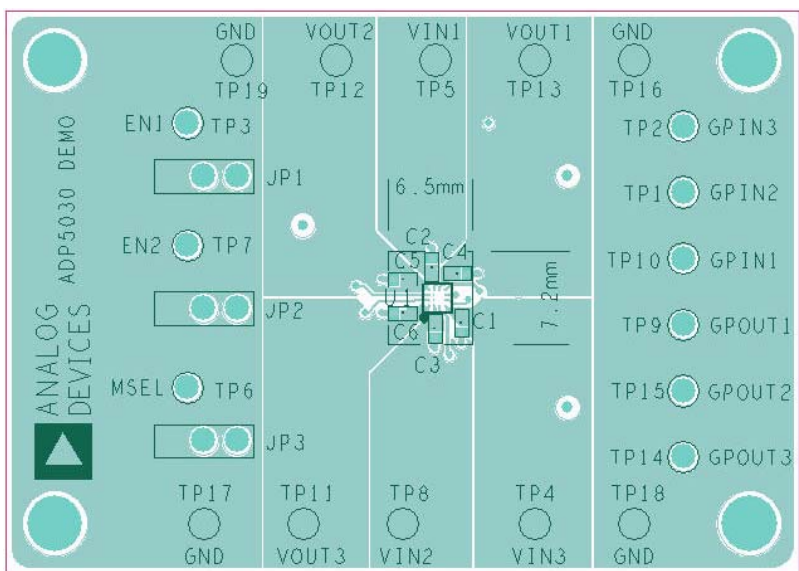 GND VOUT2 VIN1 VOUT1 GND
TP19 TP12 TP5 TP13 TP16
EN1 TP3
TP2 GPIN3
JP1
6.5mm
TP1 GPIN2
EN2 TP7
C2
C5 C4
TP10 GPIN1
U1
7.2mm
JP2
C6 C1
TP9 GPOUT1
C3
MSEL TP6
TP15 GPOUT2
JP3
TP14 GPOUT3
ADP5030 DEMO
ANALOG
DEVICES
TP17 TP11 TP8 TP4 TP18
GND VOUT3 VIN2 VIN3 GND